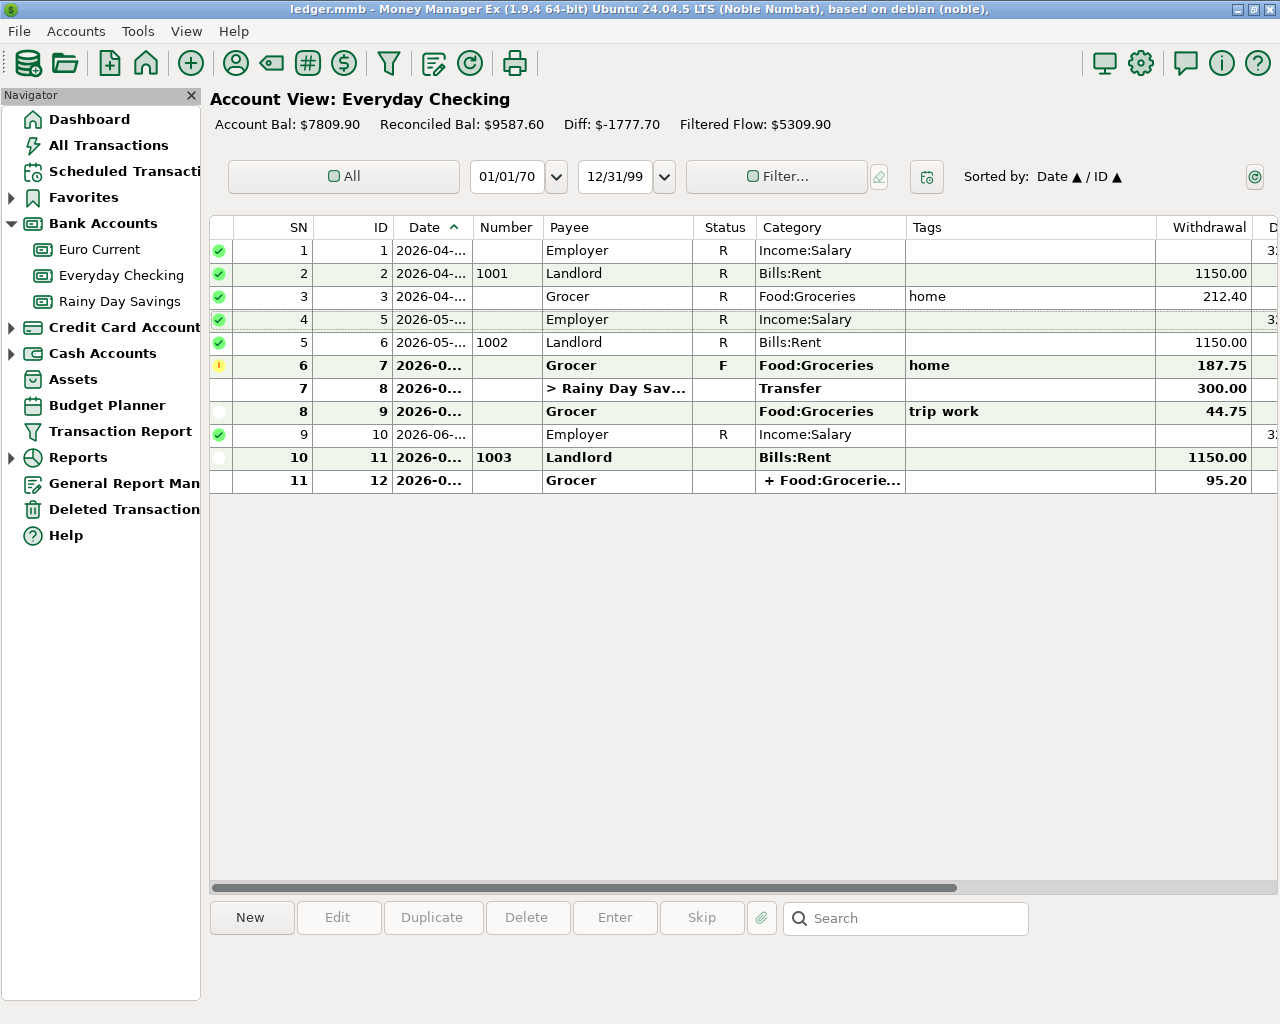 ledger.mmb - Money Manager Ex (1.9.4 64-bit) Ubuntu 24.04.5 LTS (Noble Numbat), based on debian (noble),
File Accounts Tools View Help
Navigator
Dashboard
All Transactions
Scheduled Transacti
Favorites
Bank Accounts
Euro Current
Everyday Checking
Rainy Day Savings
Credit Card Account
Cash Accounts
Assets
Budget Planner
Transaction Report
Reports
General Report Man
Deleted Transaction
Help
Account View: Everyday Checking
Account Bal: $7809.90 Reconciled Bal: $9587.60 Diff: $-1777.70 Filtered Flow: $5309.90
All 01/01/70 12/31/99 Filter... Sorted by: Date ▲ / ID ▲
SN ID Date Number Payee Status Category Tags Withdrawal D
1 1 2026-04-... Employer R Income:Salary 32
2 2 2026-04-... 1001 Landlord R Bills:Rent 1150.00
3 3 2026-04-... Grocer R Food:Groceries home 212.40
4 5 2026-05-... Employer R Income:Salary 32
5 6 2026-05-... 1002 Landlord R Bills:Rent 1150.00
6 7 2026-0... Grocer F Food:Groceries home 187.75
7 8 2026-0... > Rainy Day Sav... Transfer 300.00
8 9 2026-0... Grocer Food:Groceries trip work 44.75
9 10 2026-06-... Employer R Income:Salary 32
10 11 2026-0... 1003 Landlord Bills:Rent 1150.00
11 12 2026-0... Grocer + Food:Grocerie... 95.20
New Edit Duplicate Delete Enter Skip Search